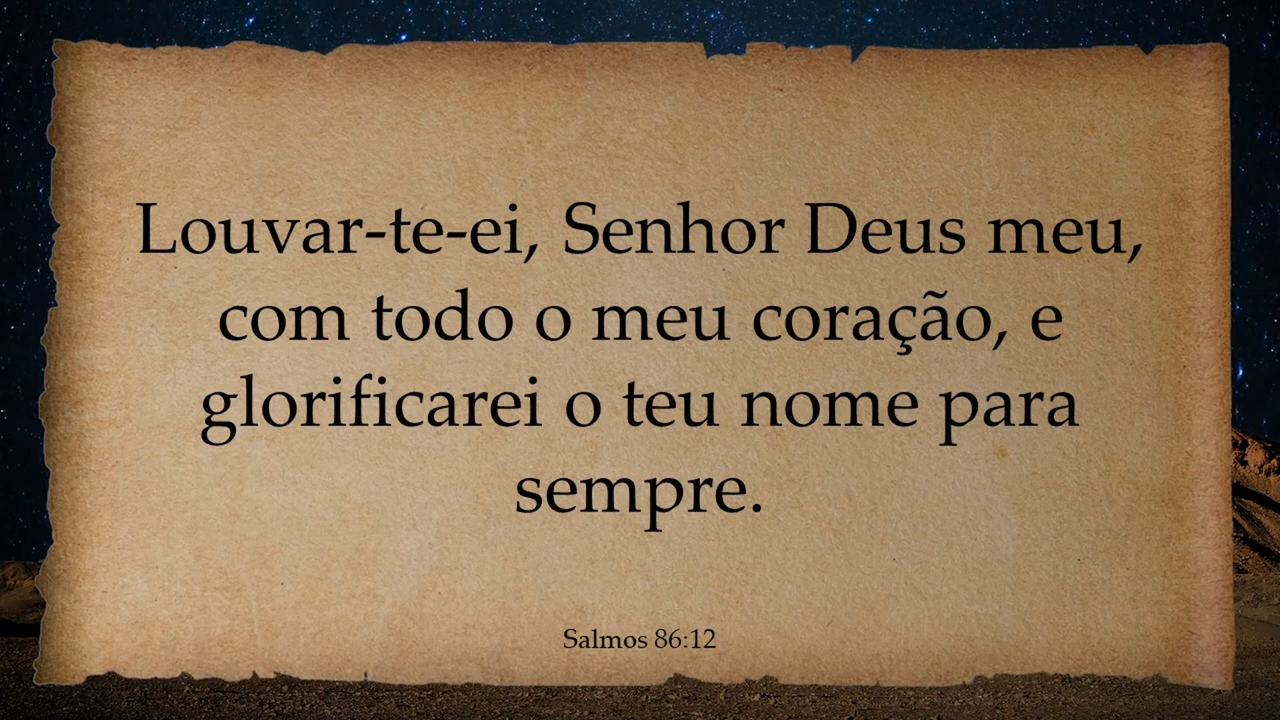 Louvar-te-ei, Senhor Deus meu,
com todo o meu coração, e
glorificarei o teu nome para
sempre.
Salmos 86:12